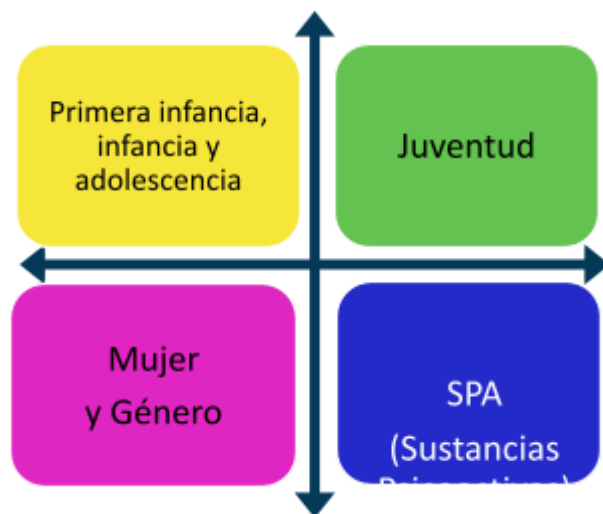 Primera infancia,
infancia y
adolescencia
Juventud
Mujer
y Género
SPA
(Sustancias